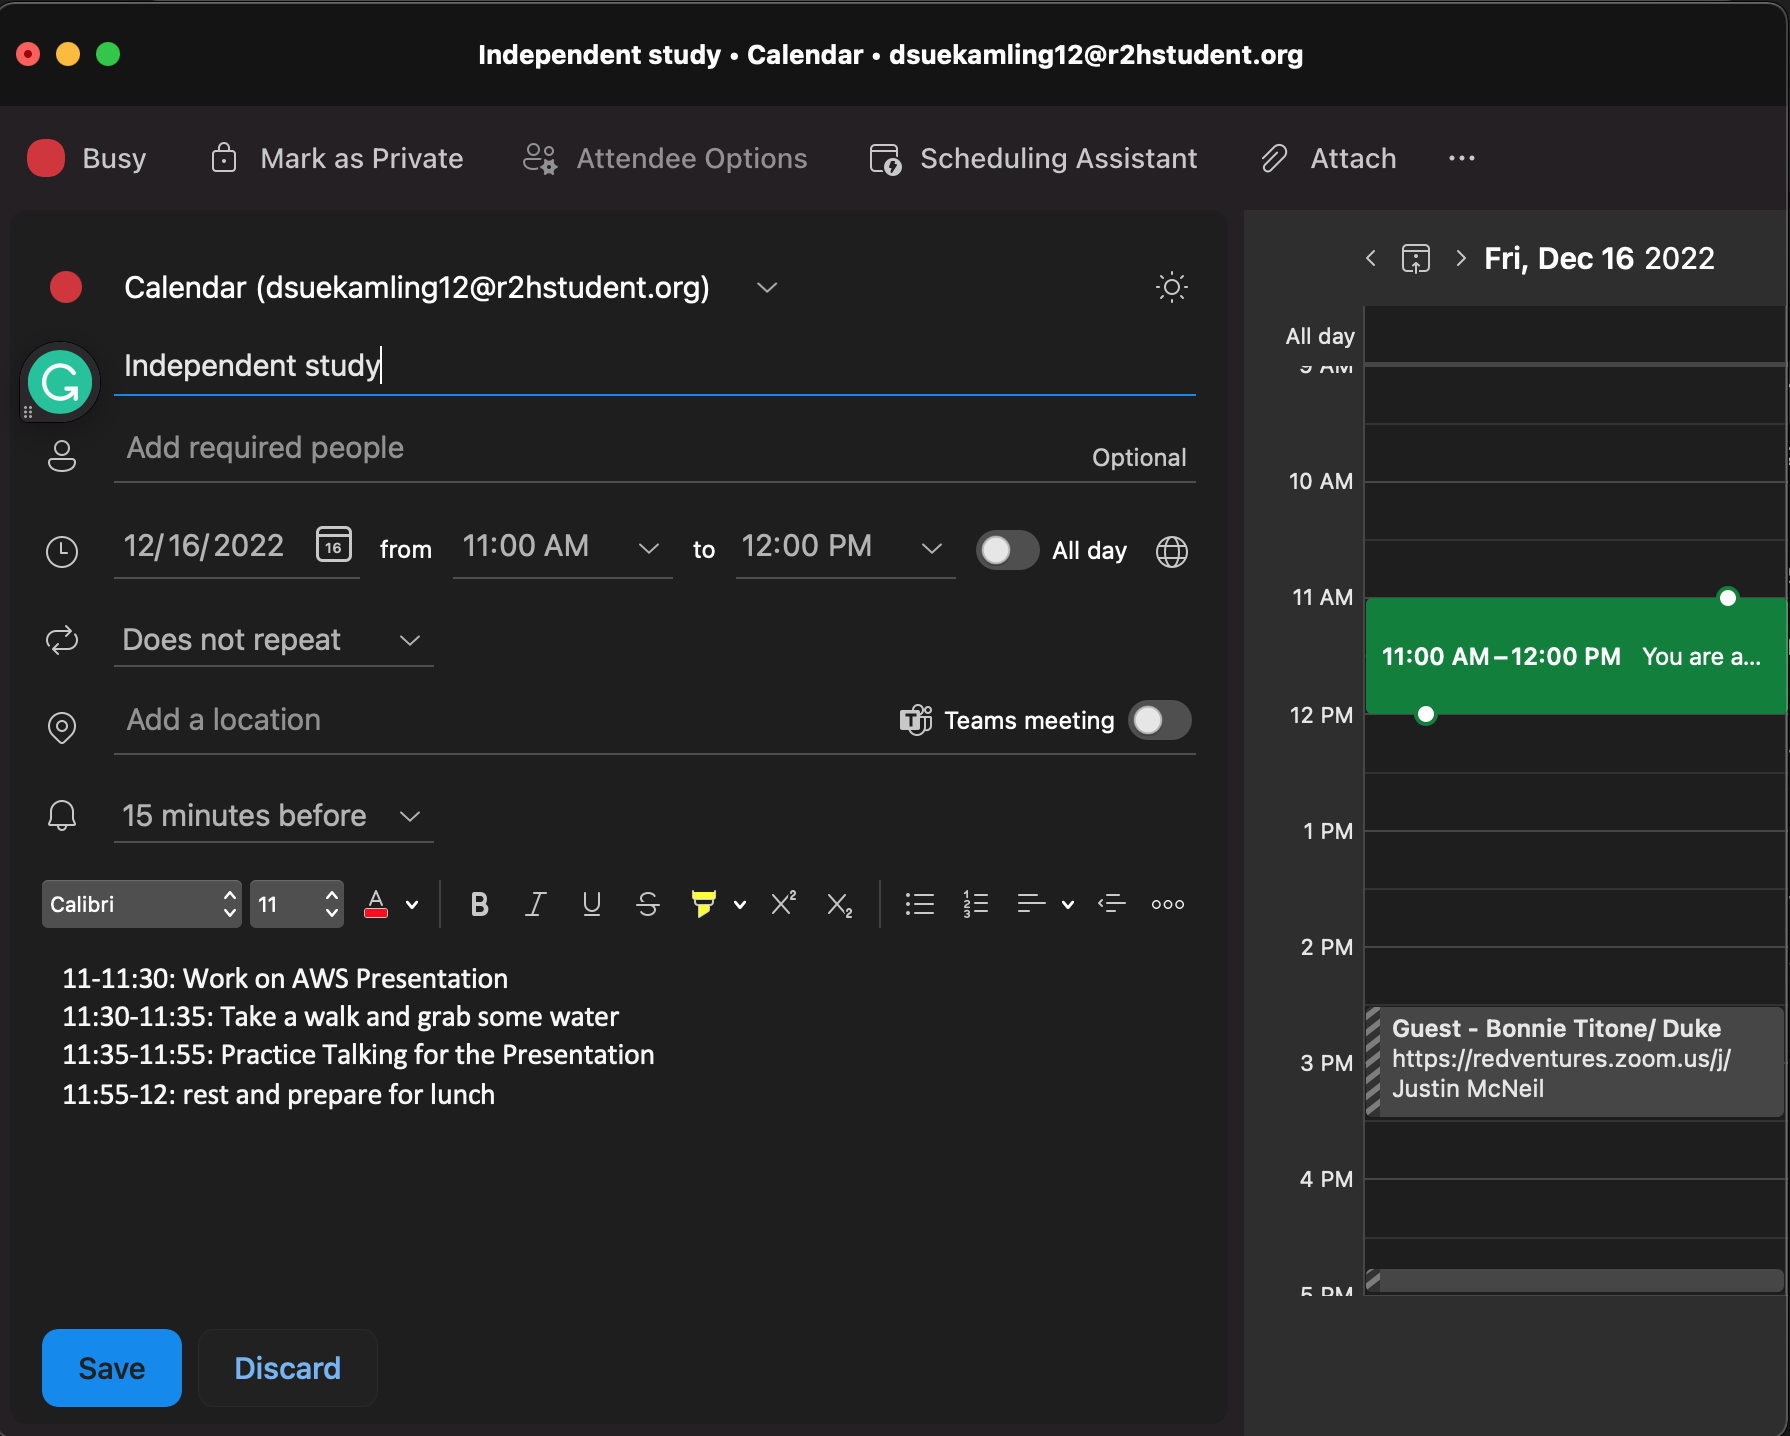 Independent study • Calendar • dsuekamling12@r2hstudent.org
Busy
Mark as Private
Attendee Options
Scheduling Assistant
Attach
Calendar (dsuekamling12@r2hstudent.org)
Independent study
Add required people
Optional
12/16/2022
16
from
11:00 AM
to
12:00 PM
All day
Does not repeat
Add a location
Teams meeting
15 minutes before
Calibri
11
11-11:30: Work on AWS Presentation
11:30-11:35: Take a walk and grab some water
11:35-11:55: Practice Talking for the Presentation
11:55-12: rest and prepare for lunch
Save
Discard
Fri, Dec 16 2022
All day
9 AM
10 AM
11 AM
11:00 AM–12:00 PM You are a...
12 PM
1 PM
2 PM
Guest - Bonnie Titone/ Duke
https://redventures.zoom.us/j/
Justin McNeil
3 PM
4 PM
5 PM